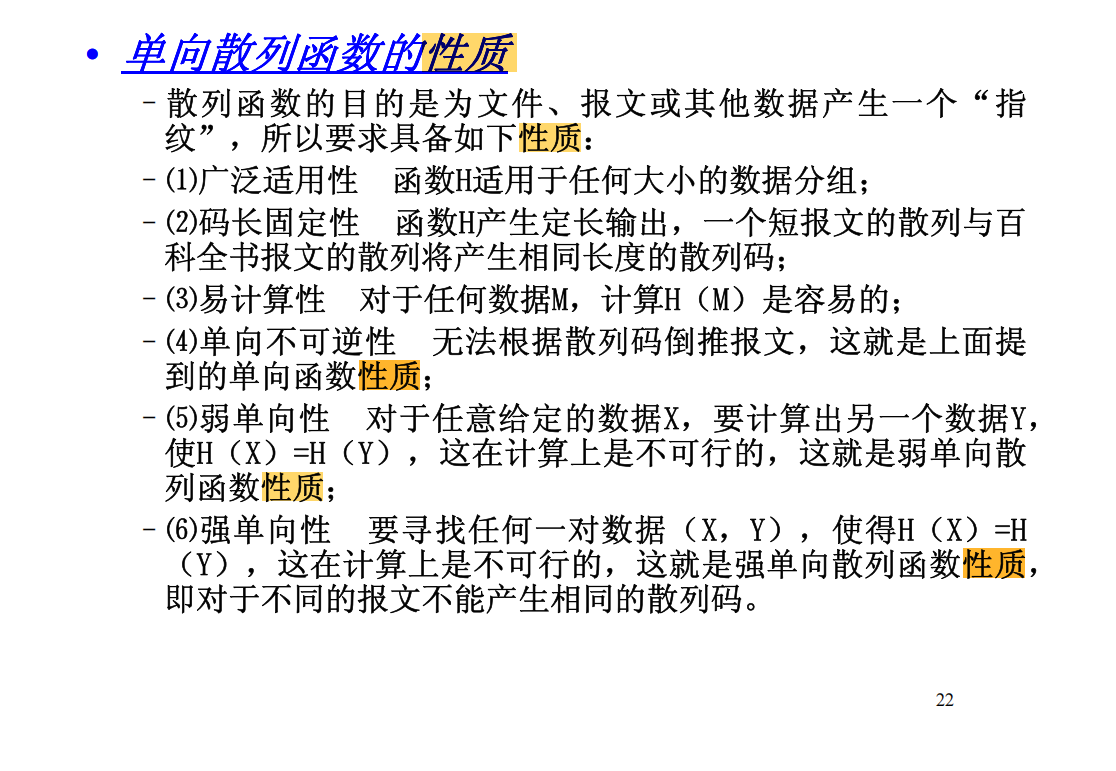 • 单向散列函数的性质
－散列函数的目的是为文件、报文或其他数据产生一个“指
纹”，所以要求具备如下性质：
－⑴广泛适用性　函数H适用于任何大小的数据分组；
－⑵码长固定性　函数H产生定长输出，一个短报文的散列与百
科全书报文的散列将产生相同长度的散列码；
－⑶易计算性　对于任何数据M，计算H（M）是容易的；
－⑷单向不可逆性　无法根据散列码倒推报文，这就是上面提
到的单向函数性质；
－⑸弱单向性　对于任意给定的数据X，要计算出另一个数据Y，
使H（X）=H（Y），这在计算上是不可行的，这就是弱单向散
列函数性质；
－⑹强单向性　要寻找任何一对数据（X，Y），使得H（X）=H
（Y），这在计算上是不可行的，这就是强单向散列函数性质，
即对于不同的报文不能产生相同的散列码。
22